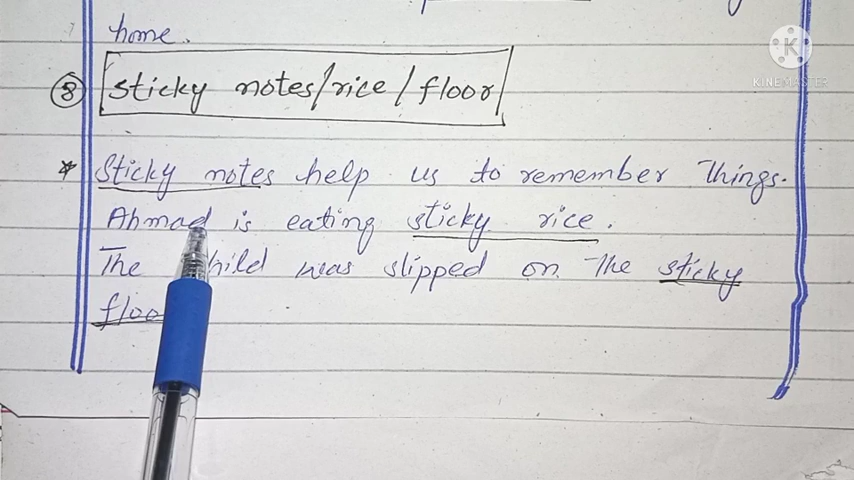 home.
8 sticky notes/rice/floor
* Sticky notes help us to remember things.
Ahmad is eating sticky rice.
The was slipped on the sticky
K
KINEMASTER